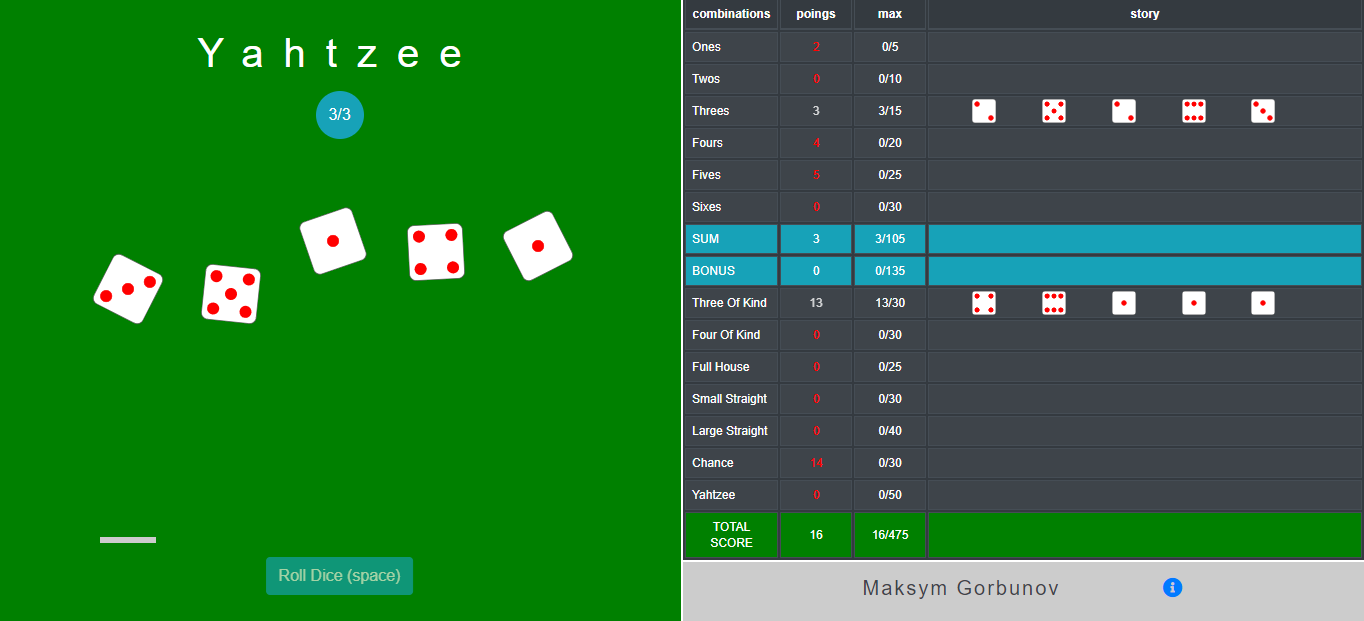 Y a h t z e e
3/3
Roll Dice (space)
combinations poings max story
Ones 2 0/5
Twos 0 0/10
Threes 3 3/15
Fours 4 0/20
Fives 5 0/25
Sixes 0 0/30
SUM 3 3/105
BONUS 0 0/135
Three Of Kind 13 13/30
Four Of Kind 0 0/30
Full House 0 0/25
Small Straight 0 0/30
Large Straight 0 0/40
Chance 14 0/30
Yahtzee 0 0/50
TOTAL
SCORE 16 16/475
Maksym Gorbunov